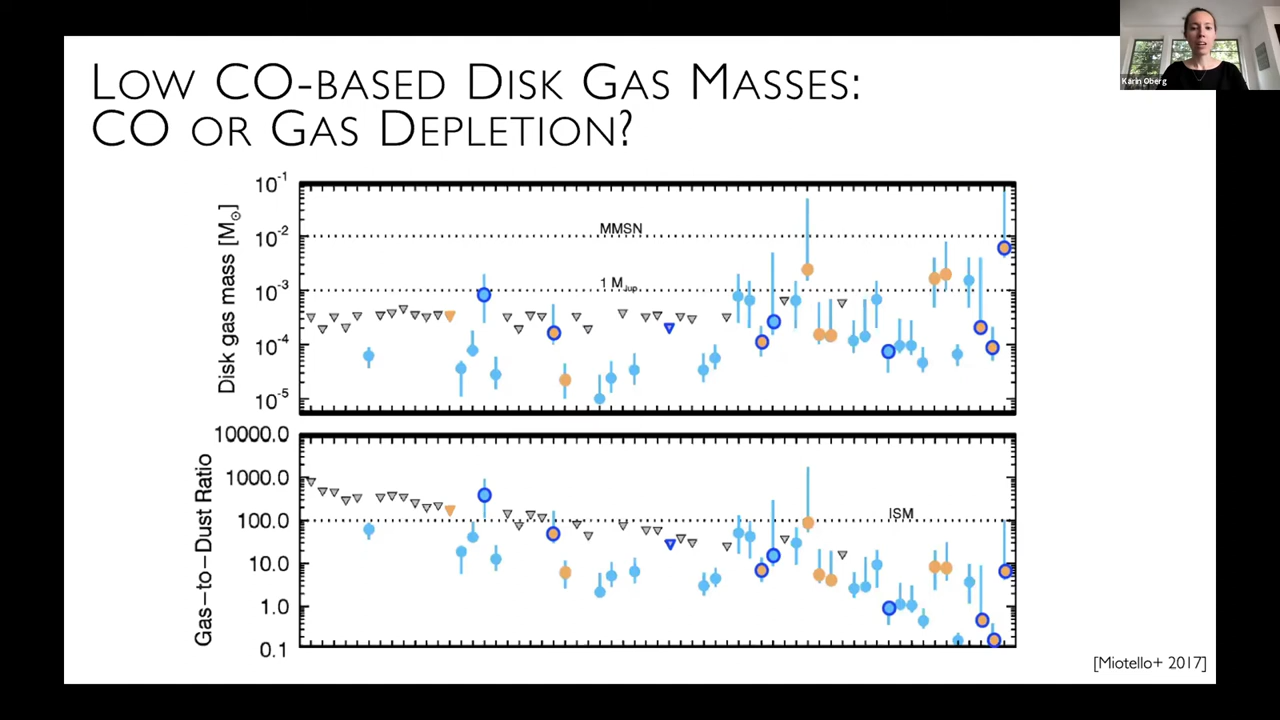 Karin Oberg
LOW CO-BASED DISK GAS MASSES:
CO OR GAS DEPLETION?
Disk gas mass [M⊙]
10⁻¹
10⁻²
10⁻³
10⁻⁴
10⁻⁵
MMSN
1 MJup
Gas-to-Dust Ratio
10000.0
1000.0
100.0
10.0
1.0
0.1
ISM
[Miotello+ 2017]